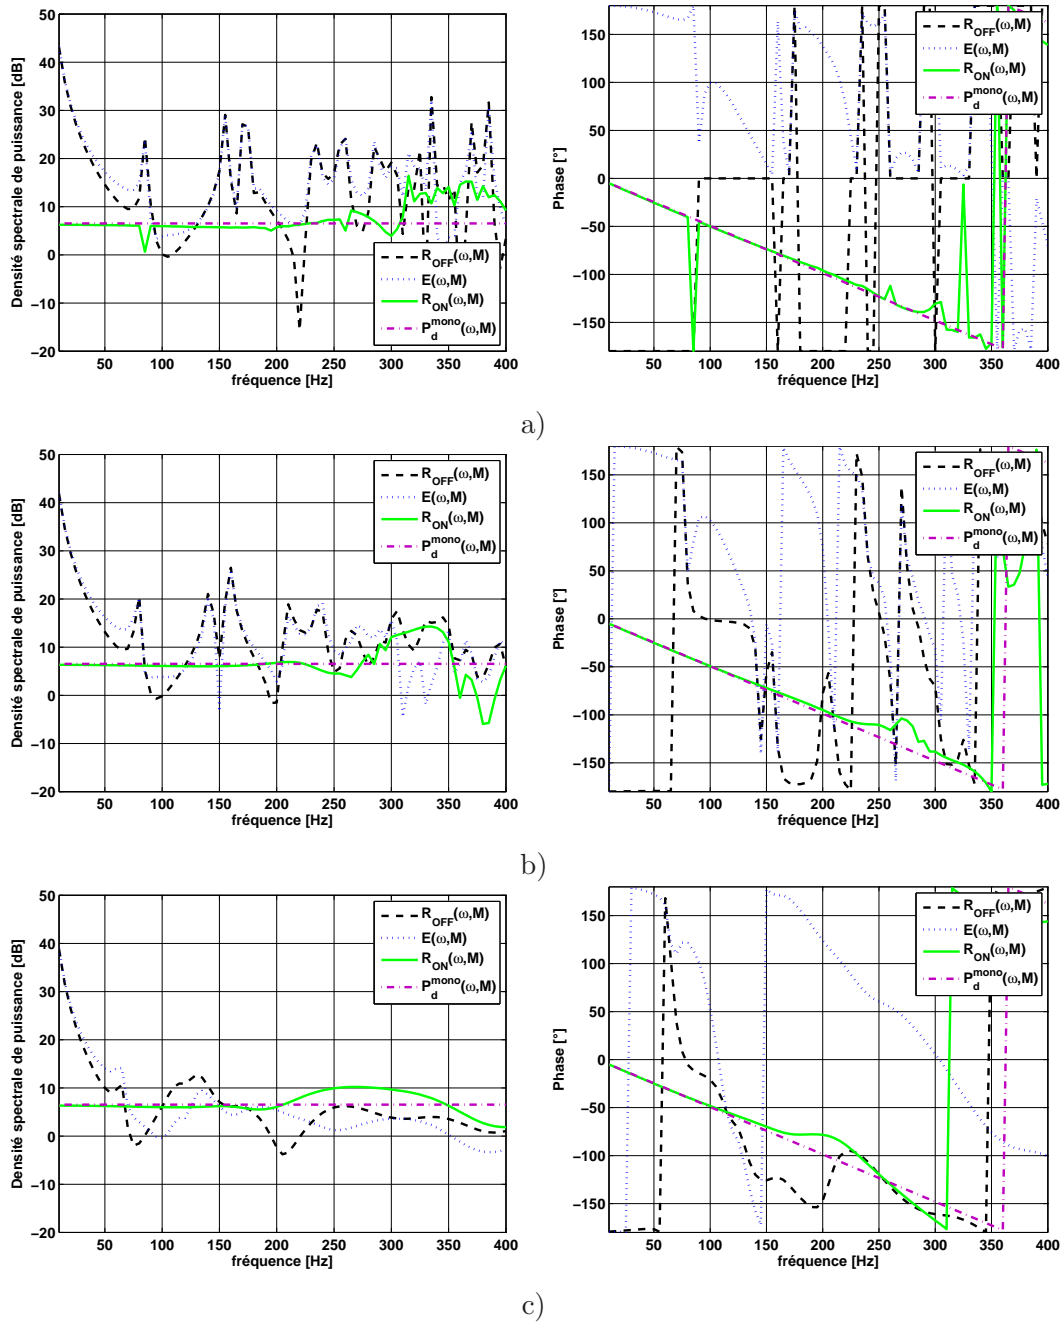 50
40
30
20
10
0
−10
−20
50 100 150 200 250 300 350 400
Densité spectrale de puissance [dB]
fréquence [Hz]
R_OFF(ω,M)
E(ω,M)
R_ON(ω,M)
P_d^mono(ω,M)
150
100
50
0
−50
−100
−150
50 100 150 200 250 300 350 400
Phase [°]
fréquence [Hz]
R_OFF(ω,M)
E(ω,M)
R_ON(ω,M)
P_d^mono(ω,M)
a)
50
40
30
20
10
0
−10
−20
50 100 150 200 250 300 350 400
Densité spectrale de puissance [dB]
fréquence [Hz]
R_OFF(ω,M)
E(ω,M)
R_ON(ω,M)
P_d^mono(ω,M)
150
100
50
0
−50
−100
−150
50 100 150 200 250 300 350 400
Phase [°]
fréquence [Hz]
R_OFF(ω,M)
E(ω,M)
R_ON(ω,M)
P_d^mono(ω,M)
b)
50
40
30
20
10
0
−10
−20
50 100 150 200 250 300 350 400
Densité spectrale de puissance [dB]
fréquence [Hz]
R_OFF(ω,M)
E(ω,M)
R_ON(ω,M)
P_d^mono(ω,M)
150
100
50
0
−50
−100
−150
50 100 150 200 250 300 350 400
Phase [°]
fréquence [Hz]
R_OFF(ω,M)
E(ω,M)
R_ON(ω,M)
P_d^mono(ω,M)
c)